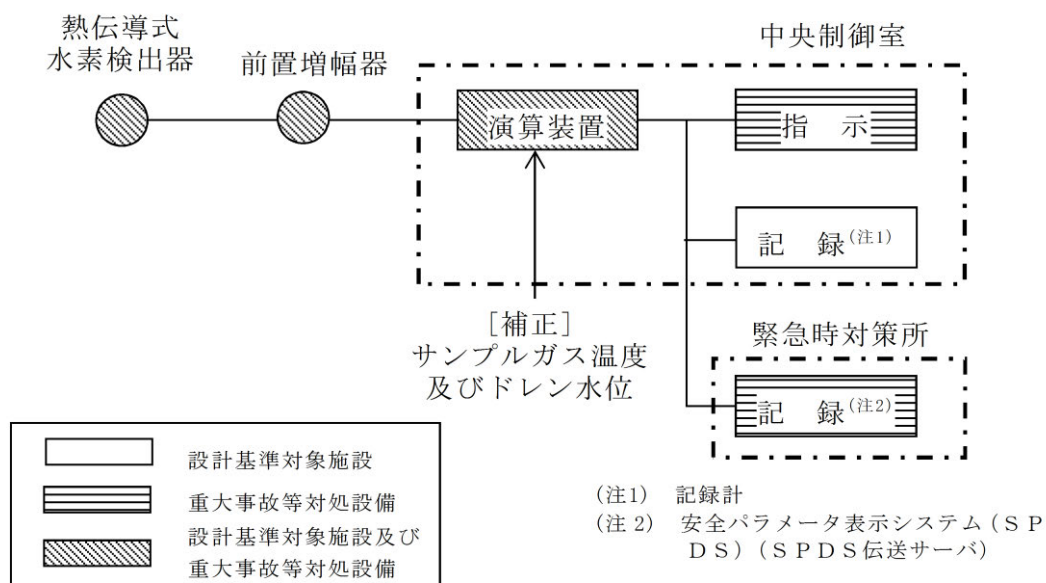 熱伝導式
水素検出器
前置増幅器
中央制御室
演算装置
指 示
記 録(注1)
[補正]
サンプルガス温度
及びドレン水位
緊急時対策所
記 録(注2)
設計基準対象施設
重大事故等対処設備
設計基準対象施設及び
重大事故等対処設備
(注1) 記録計
(注2) 安全パラメータ表示システム(SP
DS)(SPDS伝送サーバ)